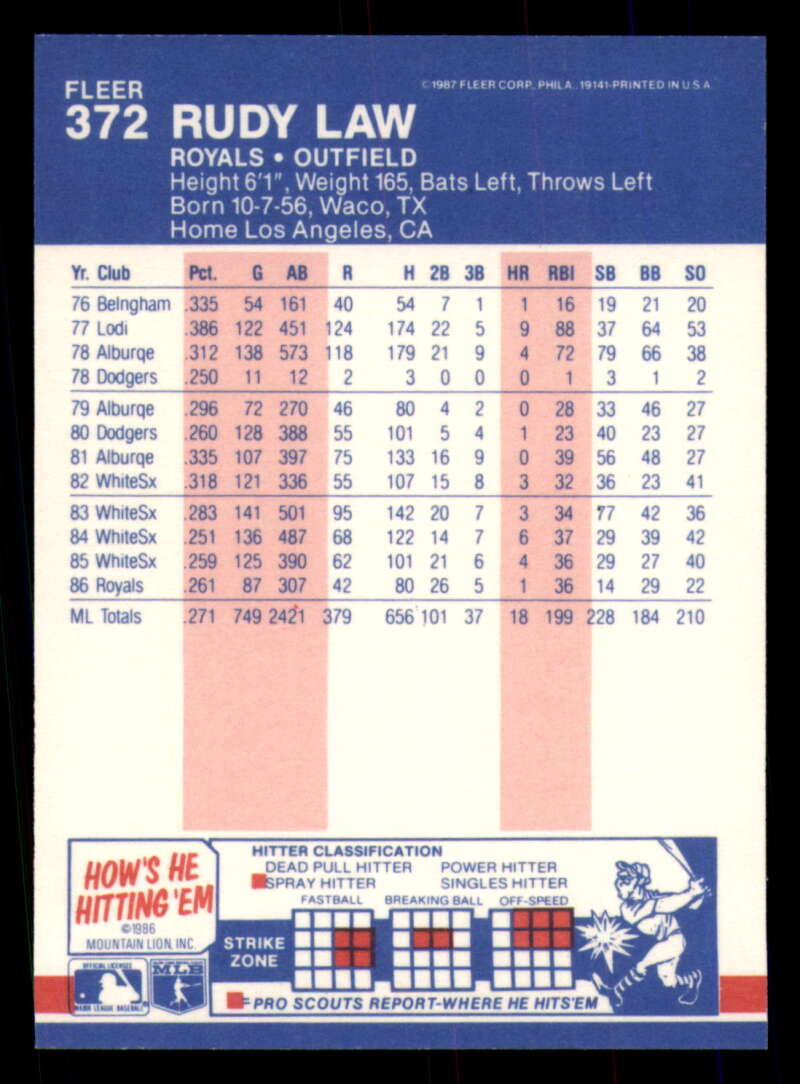 FLEER
©1987 FLEER CORP., PHILA., 19141-PRINTED IN U.S.A.
372 RUDY LAW
ROYALS • OUTFIELD
Height 6'1", Weight 165, Bats Left, Throws Left
Born 10-7-56, Waco, TX
Home Los Angeles, CA
Yr. Club Pct. G AB R H 2B 3B HR RBI SB BB SO
76 Belngham .335 54 161 40 54 7 1 1 16 19 21 20
77 Lodi .386 122 451 124 174 22 5 9 88 37 64 53
78 Alburqe .312 138 573 118 179 21 9 4 72 79 66 38
78 Dodgers .250 11 12 2 3 0 0 0 1 3 1 2
79 Alburqe .296 72 270 46 80 4 2 0 28 33 46 27
80 Dodgers .260 128 388 55 101 5 4 1 23 40 23 27
81 Alburqe .335 107 397 75 133 16 9 0 39 56 48 27
82 WhiteSx .318 121 336 55 107 15 8 3 32 36 23 41
83 WhiteSx .283 141 501 95 142 20 7 3 34 77 42 36
84 WhiteSx .251 136 487 68 122 14 7 6 37 29 39 42
85 WhiteSx .259 125 390 62 101 21 6 4 36 29 27 40
86 Royals .261 87 307 42 80 26 5 1 36 14 29 22
ML Totals .271 749 2421 379 656 101 37 18 199 228 184 210
HOW'S HE
HITTING 'EM
©1986
MOUNTAIN LION, INC.
HITTER CLASSIFICATION
DEAD PULL HITTER POWER HITTER
SPRAY HITTER SINGLES HITTER
FASTBALL BREAKING BALL OFF-SPEED
STRIKE
ZONE
=PRO SCOUTS REPORT-WHERE HE HITS'EM
OFFICIAL LICENSEE
MAJOR LEAGUE BASEBALL
MLB